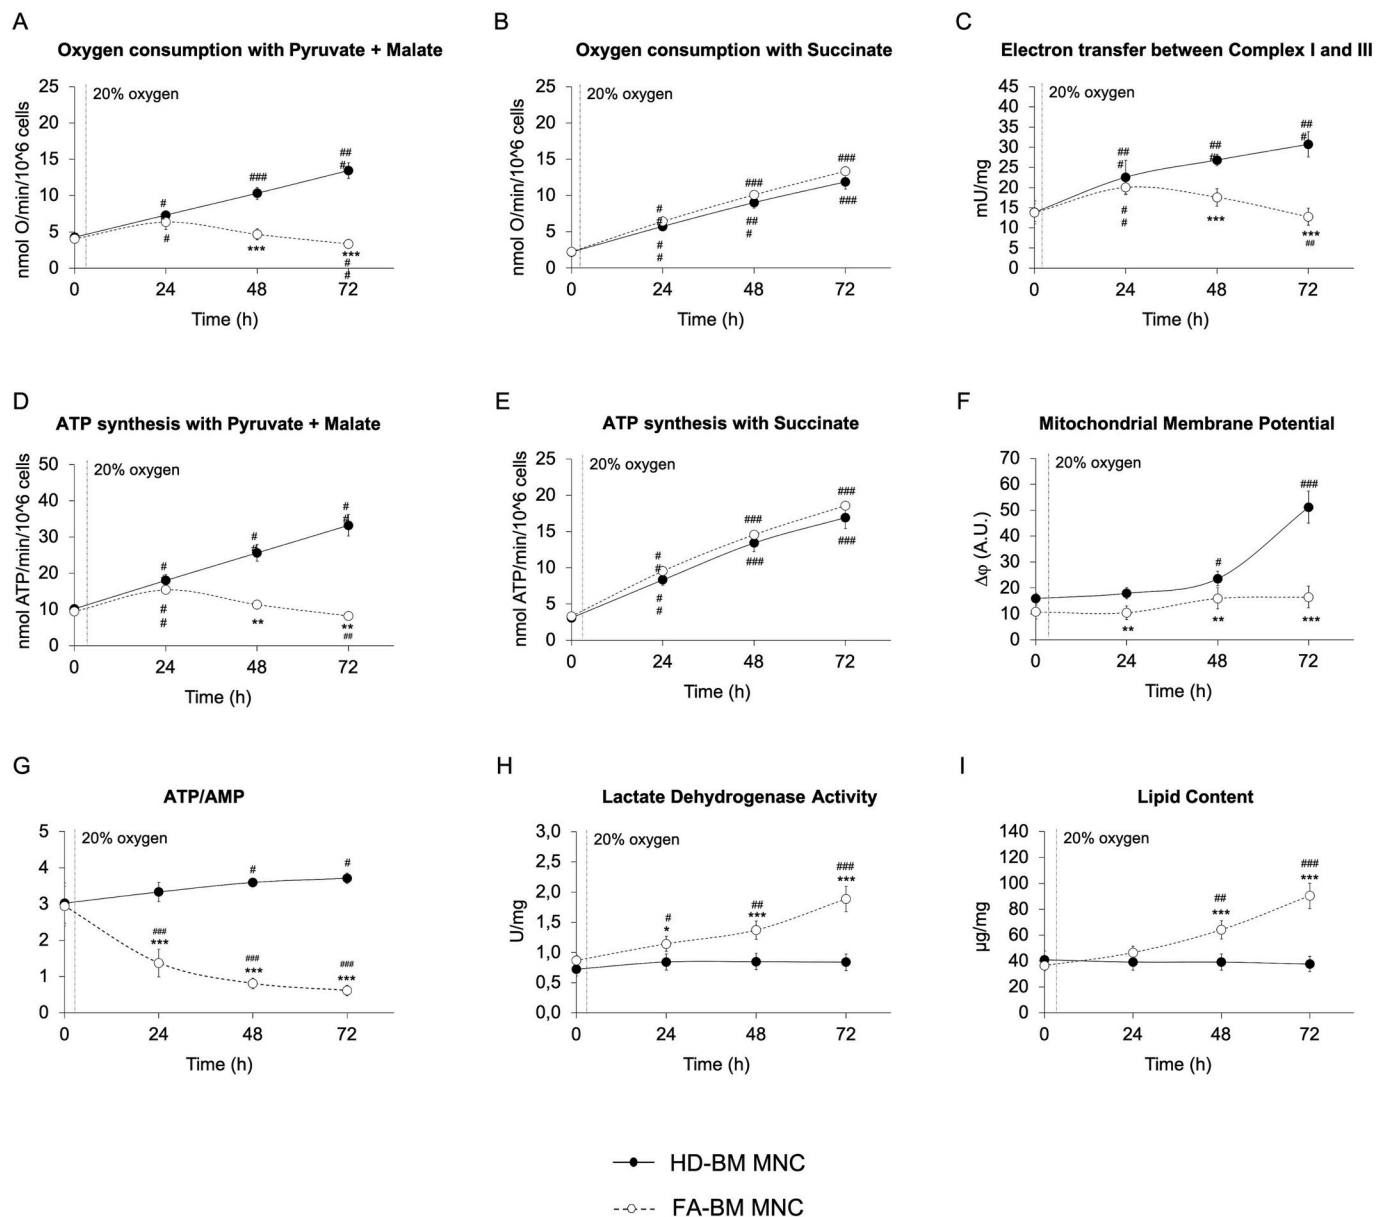 A
Oxygen consumption with Pyruvate + Malate
nmol O/min/10^6 cells
25
20
15
10
5
0
20% oxygen
#
###
##
#
#
***
***
#
#
0 24 48 72
Time (h)
B
Oxygen consumption with Succinate
nmol O/min/10^6 cells
25
20
15
10
5
0
20% oxygen
#
#
###
###
#
#
##
#
###
0 24 48 72
Time (h)
C
Electron transfer between Complex I and III
mU/mg
45
40
35
30
25
20
15
10
5
0
20% oxygen
##
#
##
#
##
#
#
#
***
***
##
0 24 48 72
Time (h)
D
ATP synthesis with Pyruvate + Malate
nmol ATP/min/10^6 cells
50
40
30
20
10
0
20% oxygen
#
#
#
#
#
#
#
**
**
##
0 24 48 72
Time (h)
E
ATP synthesis with Succinate
nmol ATP/min/10^6 cells
25
20
15
10
5
0
20% oxygen
#
#
###
###
#
#
###
###
0 24 48 72
Time (h)
F
Mitochondrial Membrane Potential
Δφ (A.U.)
70
60
50
40
30
20
10
0
20% oxygen
#
###
**
**
***
0 24 48 72
Time (h)
G
ATP/AMP
5
4
3
2
1
0
20% oxygen
#
#
###
***
###
***
###
***
0 24 48 72
Time (h)
H
Lactate Dehydrogenase Activity
U/mg
3,0
2,5
2,0
1,5
1,0
0,5
0,0
20% oxygen
#
*
##
***
###
***
0 24 48 72
Time (h)
I
Lipid Content
µg/mg
140
120
100
80
60
40
20
0
20% oxygen
##
***
###
***
0 24 48 72
Time (h)
HD-BM MNC
FA-BM MNC